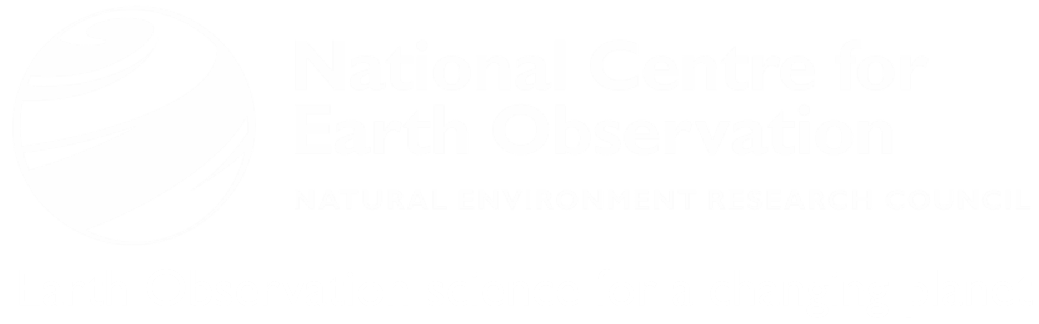 National Centre for
Earth Observation
NATURAL ENVIRONMENT RESEARCH COUNCIL